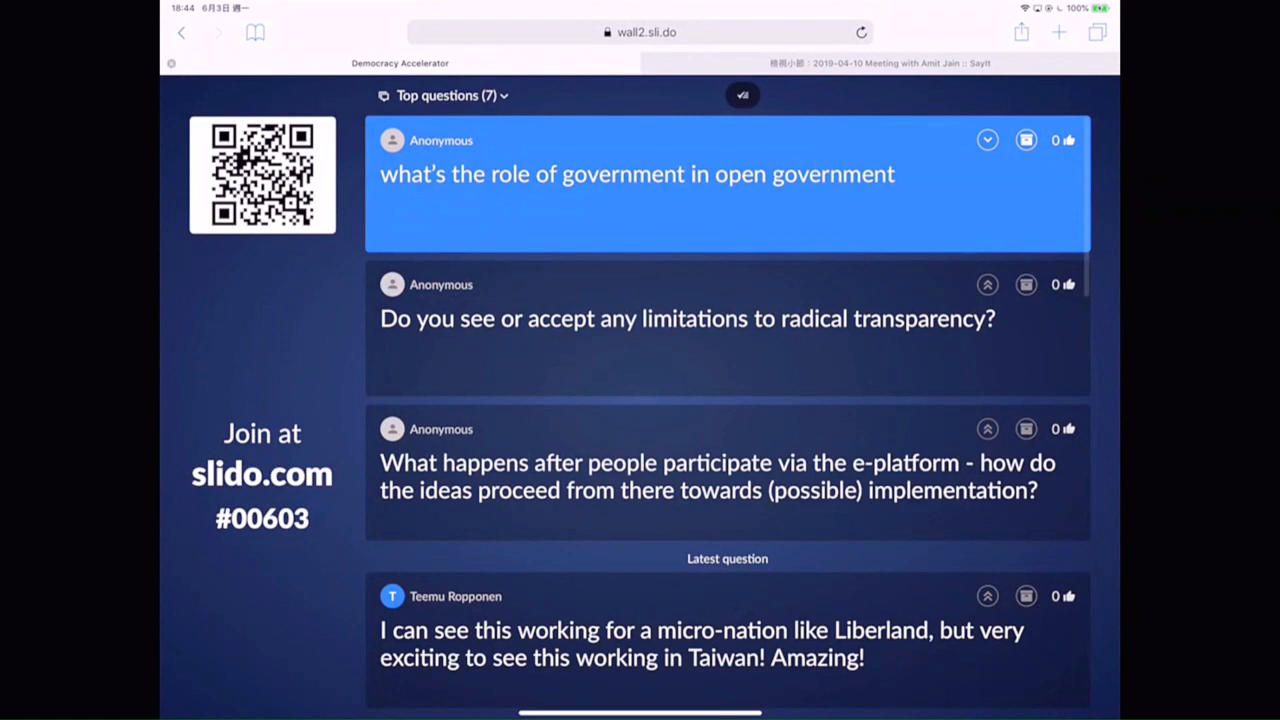 18:44 6月3日 週一
100%
wall2.sli.do
Democracy Accelerator
檢視小節：2019-04-10 Meeting with Amit Jain :: SayIt
Top questions (7)
Anonymous
0
what's the role of government in open government
Anonymous
0
Do you see or accept any limitations to radical transparency?
Anonymous
0
What happens after people participate via the e-platform - how do
the ideas proceed from there towards (possible) implementation?
Join at
slido.com
#00603
Latest question
T Teemu Ropponen
0
I can see this working for a micro-nation like Liberland, but very
exciting to see this working in Taiwan! Amazing!